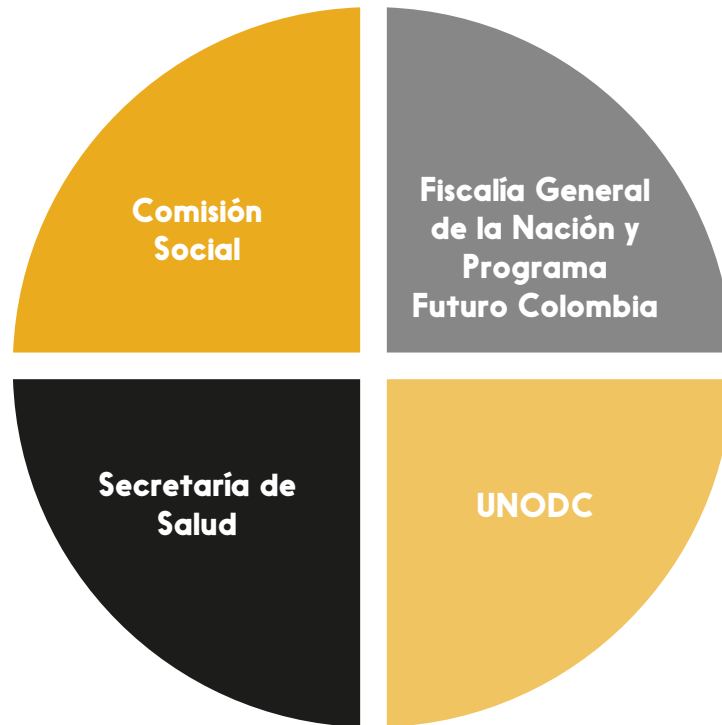 Comisión
Social
Fiscalía General
de la Nación y
Programa
Futuro Colombia
Secretaría de
Salud
UNODC